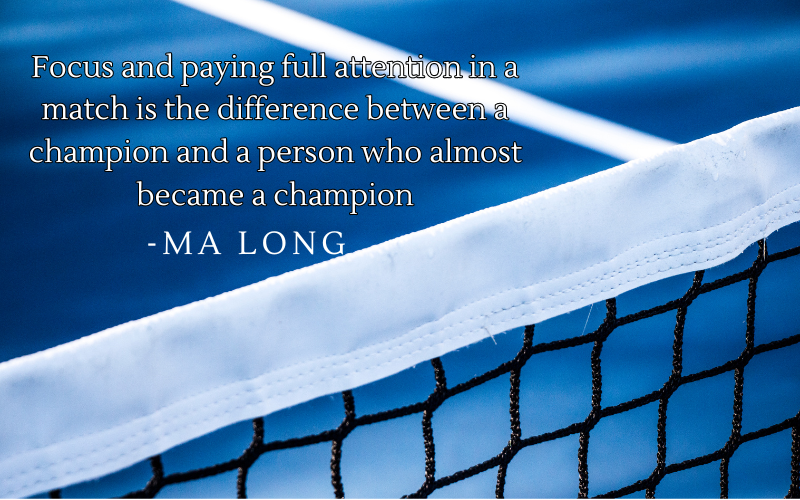 Focus and paying full attention in a
match is the difference between a
champion and a person who almost
became a champion
-MA LONG